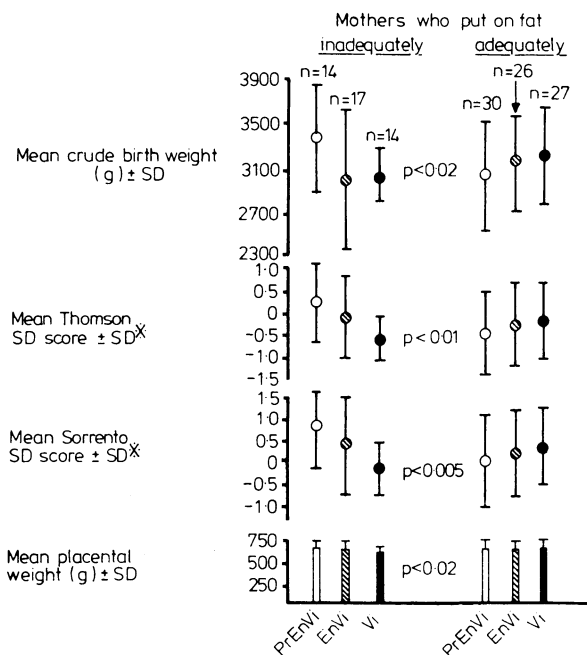 Mothers who put on fat
inadequately adequately
n=14 n=17 n=14 n=30 n=26 n=27
Mean crude birth weight
(g) ± SD
3900
3500
3100
2700
2300
p<0·02
Mean Thomson
SD score ± SD※
1·0
0·5
0
-0·5
-1·0
-1·5
p<0·01
Mean Sorrento
SD score ± SD※
1·5
1·0
0·5
0
-0·5
-1·0
p<0·005
Mean placental
weight (g) ± SD
750
500
250
p<0·02
PrEnVi EnVi Vi PrEnVi EnVi Vi